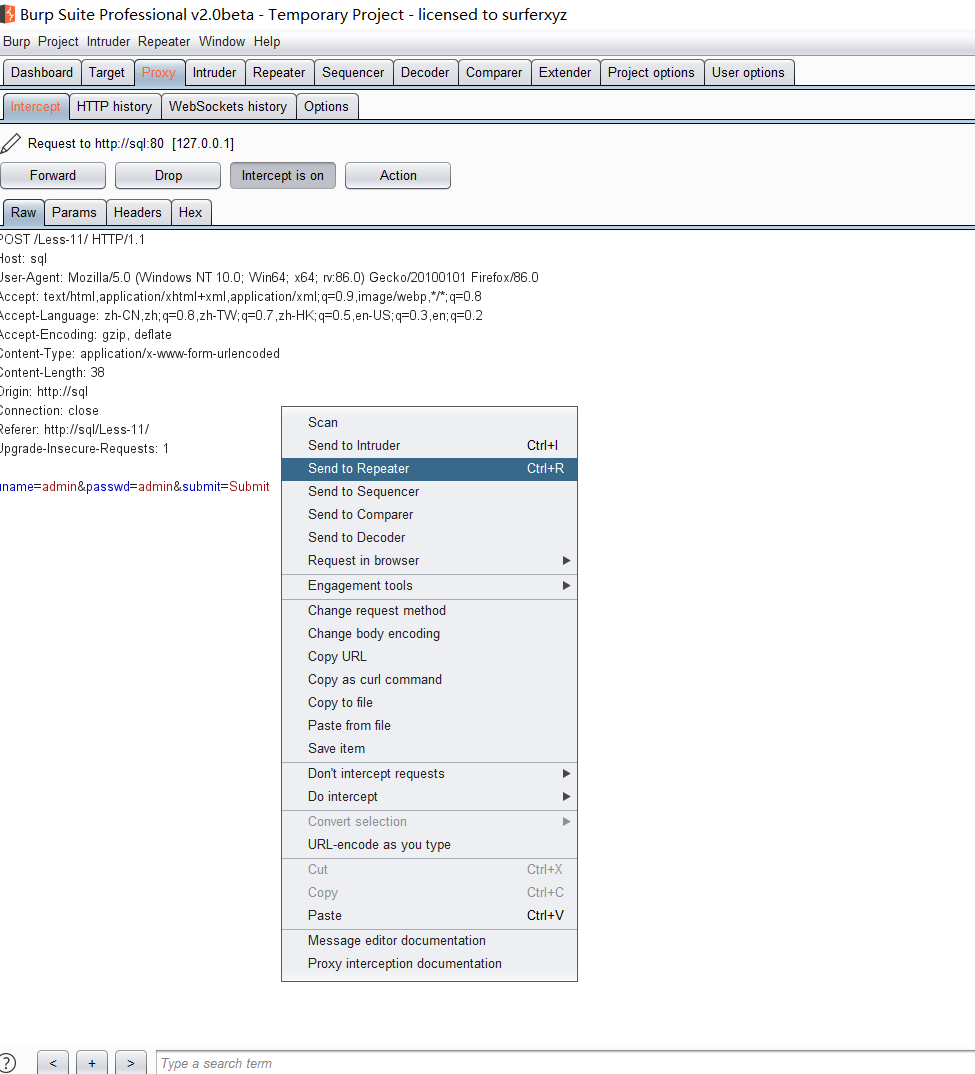 Burp Suite Professional v2.0beta - Temporary Project - licensed to surferxyz
Burp Project Intruder Repeater Window Help
Dashboard Target Proxy Intruder Repeater Sequencer Decoder Comparer Extender Project options User options
Intercept HTTP history WebSockets history Options
Request to http://sql:80 [127.0.0.1]
Forward Drop Intercept is on Action
Raw Params Headers Hex
POST /Less-11/ HTTP/1.1
Host: sql
User-Agent: Mozilla/5.0 (Windows NT 10.0; Win64; x64; rv:86.0) Gecko/20100101 Firefox/86.0
Accept: text/html,application/xhtml+xml,application/xml;q=0.9,image/webp,*/*;q=0.8
Accept-Language: zh-CN,zh;q=0.8,zh-TW;q=0.7,zh-HK;q=0.5,en-US;q=0.3,en;q=0.2
Accept-Encoding: gzip, deflate
Content-Type: application/x-www-form-urlencoded
Content-Length: 38
Origin: http://sql
Connection: close
Referer: http://sql/Less-11/
Upgrade-Insecure-Requests: 1
uname=admin&passwd=admin&submit=Submit
Scan
Send to Intruder Ctrl+I
Send to Repeater Ctrl+R
Send to Sequencer
Send to Comparer
Send to Decoder
Request in browser
Engagement tools
Change request method
Change body encoding
Copy URL
Copy as curl command
Copy to file
Paste from file
Save item
Don't intercept requests
Do intercept
Convert selection
URL-encode as you type
Cut Ctrl+X
Copy Ctrl+C
Paste Ctrl+V
Message editor documentation
Proxy interception documentation
? < + > Type a search term